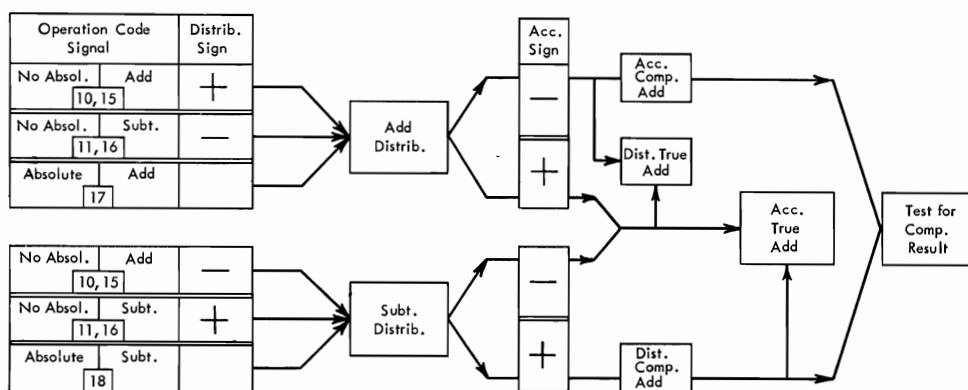 Operation Code
Signal
Distrib.
Sign
No Absol. Add
10, 15
+
No Absol. Subt.
11, 16
−
Absolute Add
17
Add
Distrib.
Acc.
Sign
−
+
Acc.
Comp.
Add
Dist. True
Add
Acc.
True
Add
Test for
Comp.
Result
No Absol. Add
10, 15
−
No Absol. Subt.
11, 16
+
Absolute Subt.
18
Subt.
Distrib.
−
+
Dist.
Comp.
Add